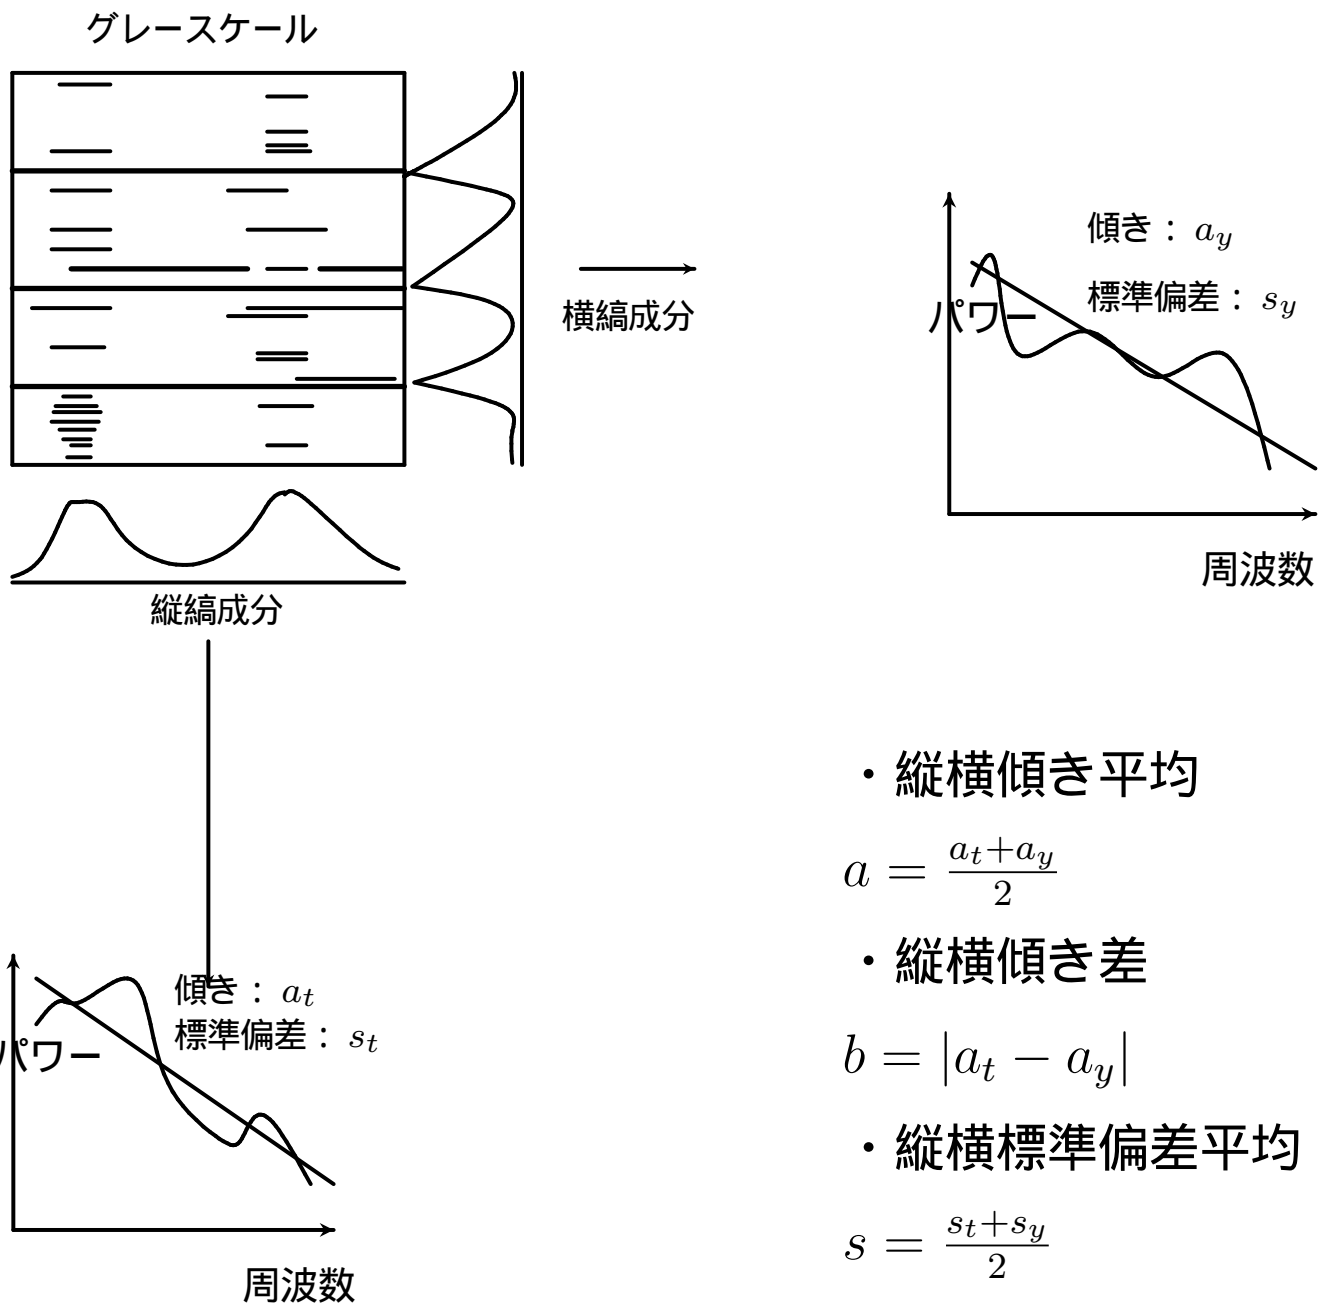 グレースケール
横縞成分
傾き： a_y
標準偏差： s_y
パワー
周波数
縦縞成分
傾き： a_t
標準偏差： s_t
パワー
周波数
・縦横傾き平均
a = \frac{a_t+a_y}{2}
・縦横傾き差
b = |a_t − a_y|
・縦横標準偏差平均
s = \frac{s_t+s_y}{2}